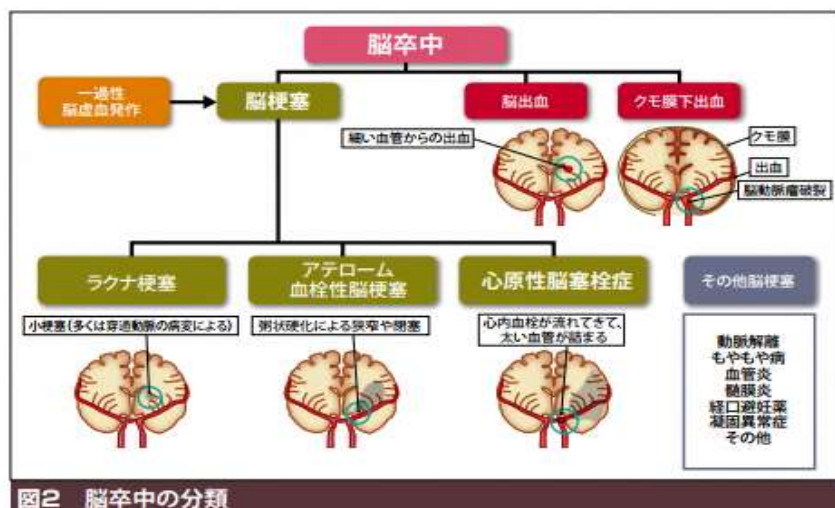 脳卒中
一過性
脳虚血発作
脳梗塞
脳出血
クモ膜下出血
細い血管からの出血
クモ膜
出血
脳動脈瘤破裂
ラクナ梗塞
アテローム
血栓性脳梗塞
心原性脳塞栓症
その他脳梗塞
小梗塞(多くは穿通動脈の病変による)
粥状硬化による狭窄や閉塞
心内血栓が流れてきて、
太い血管が詰まる
動脈解離
もやもや病
血管炎
髄膜炎
経口避妊薬
凝固異常症
その他
図2 脳卒中の分類